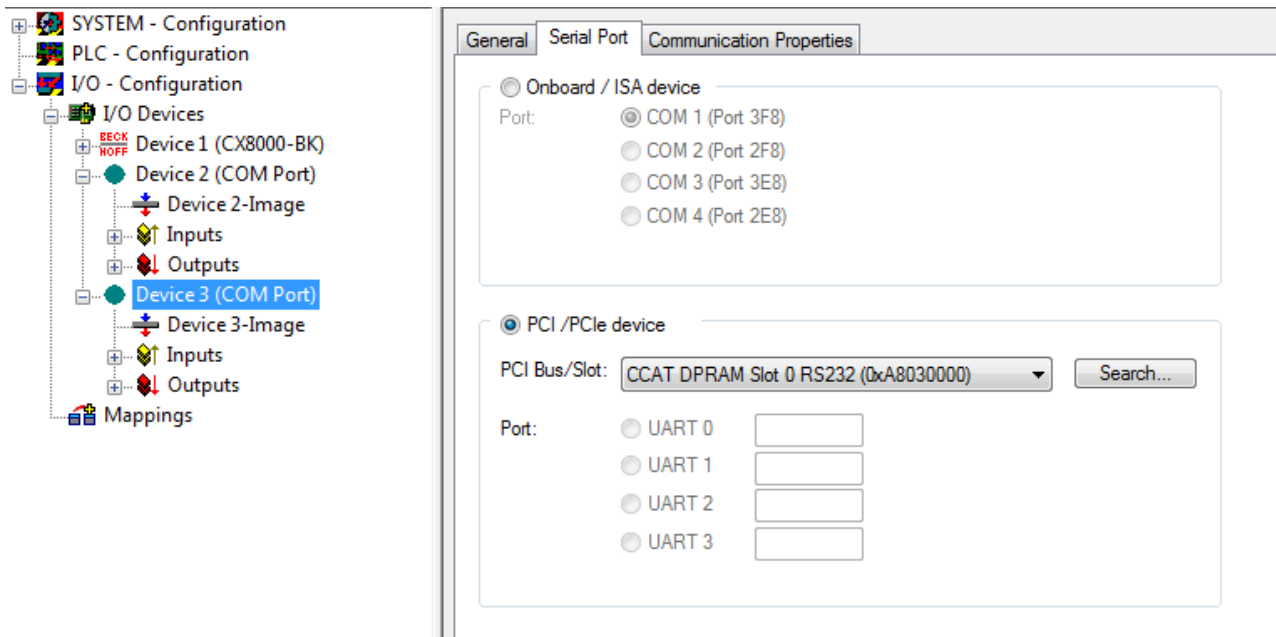 SYSTEM - Configuration
PLC - Configuration
I/O - Configuration
I/O Devices
BECK
HOFF
Device 1 (CX8000-BK)
Device 2 (COM Port)
Device 2-Image
Inputs
Outputs
Device 3 (COM Port)
Device 3-Image
Inputs
Outputs
Mappings
General
Serial Port
Communication Properties
Onboard / ISA device
Port:
COM 1 (Port 3F8)
COM 2 (Port 2F8)
COM 3 (Port 3E8)
COM 4 (Port 2E8)
PCI /PCIe device
PCI Bus/Slot:
CCAT DPRAM Slot 0 RS232 (0xA8030000)
Search...
Port:
UART 0
UART 1
UART 2
UART 3